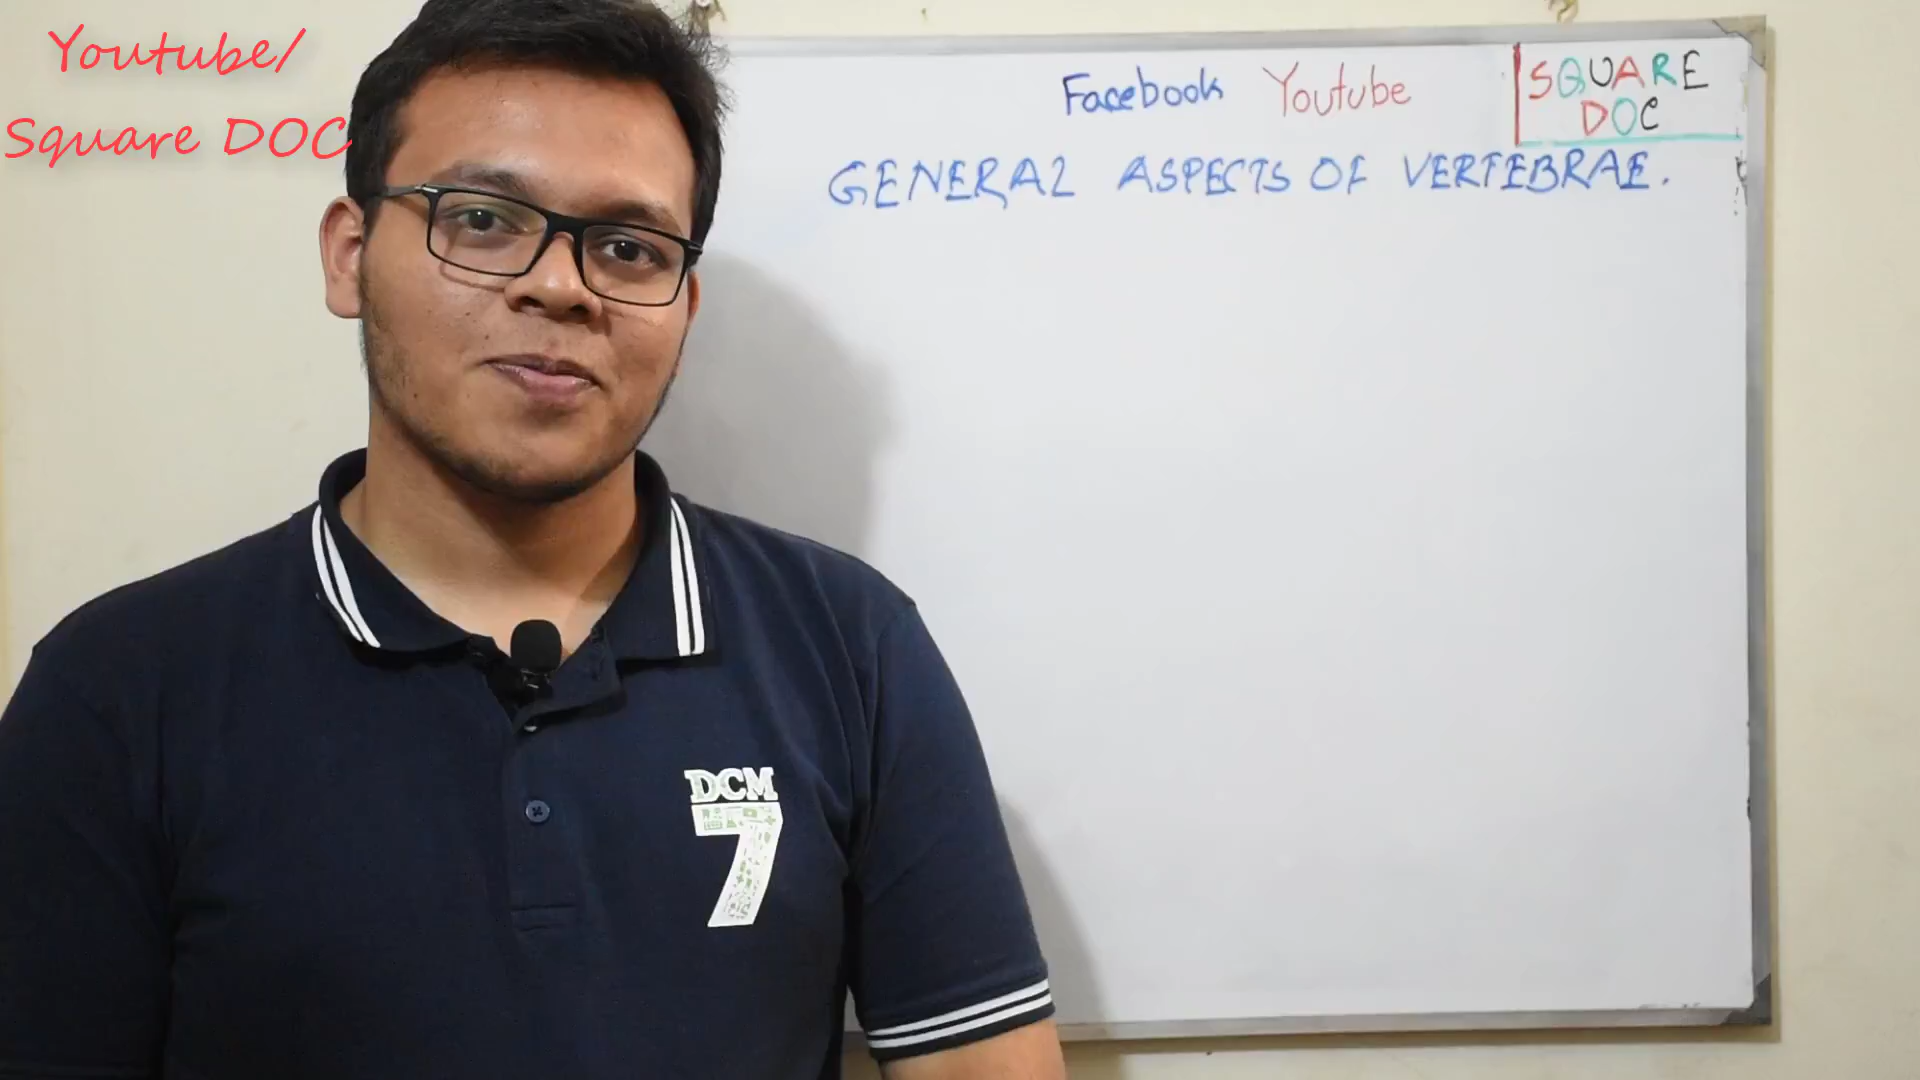 Youtube/
Square DOC
Facebook Youtube
SQUARE
DOC
GENERAL ASPECTS OF VERTEBRAE.
DCM
7